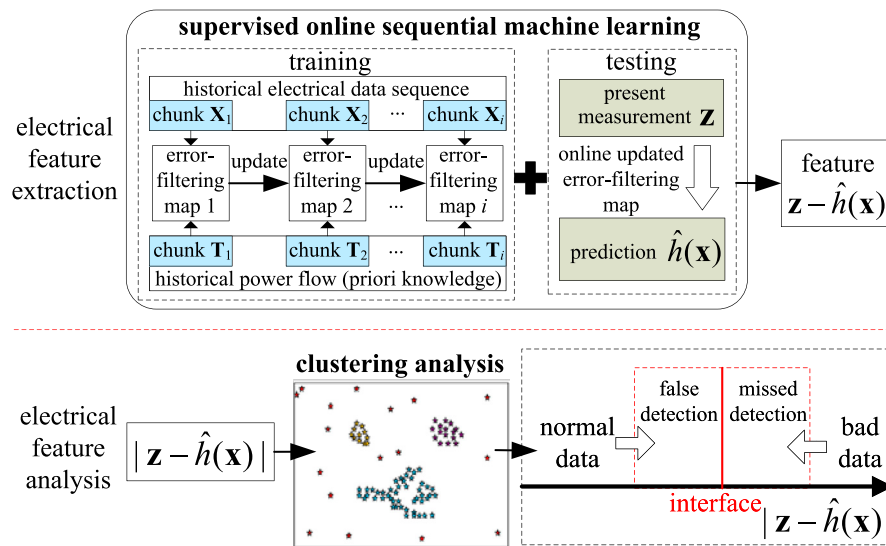 supervised online sequential machine learning
training
testing
historical electrical data sequence
chunk X₁
chunk X₂
...
chunk Xᵢ
electrical
feature
extraction
error-
filtering
map 1
update
error-
filtering
map 2
update
...
...
error-
filtering
map i
chunk T₁
chunk T₂
...
chunk Tᵢ
historical power flow (priori knowledge)
present
measurement z
online updated
error-filtering
map
prediction ĥ(x)
feature
z − ĥ(x)
clustering analysis
electrical
feature
analysis
| z − ĥ(x) |
normal
data
false
detection
missed
detection
bad
data
interface
| z − ĥ(x) |